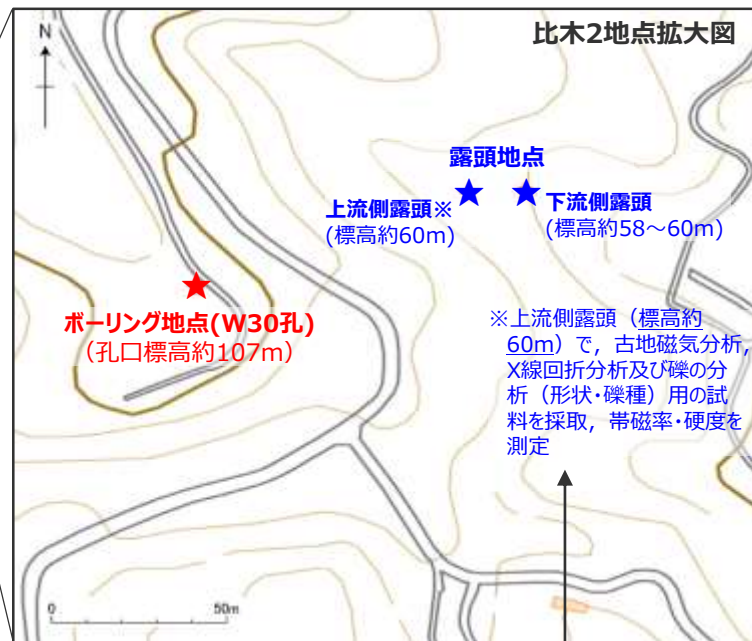 比木2地点拡大図
N
露頭地点
上流側露頭※
(標高約60m)
下流側露頭
(標高約58~60m)
ボーリング地点(W30孔)
(孔口標高約107m)
※上流側露頭(標高約
60m)で,古地磁気分析,
X線回折分析及び礫の分
析(形状・礫種)用の試
料を採取,帯磁率・硬度を
測定
0 50m